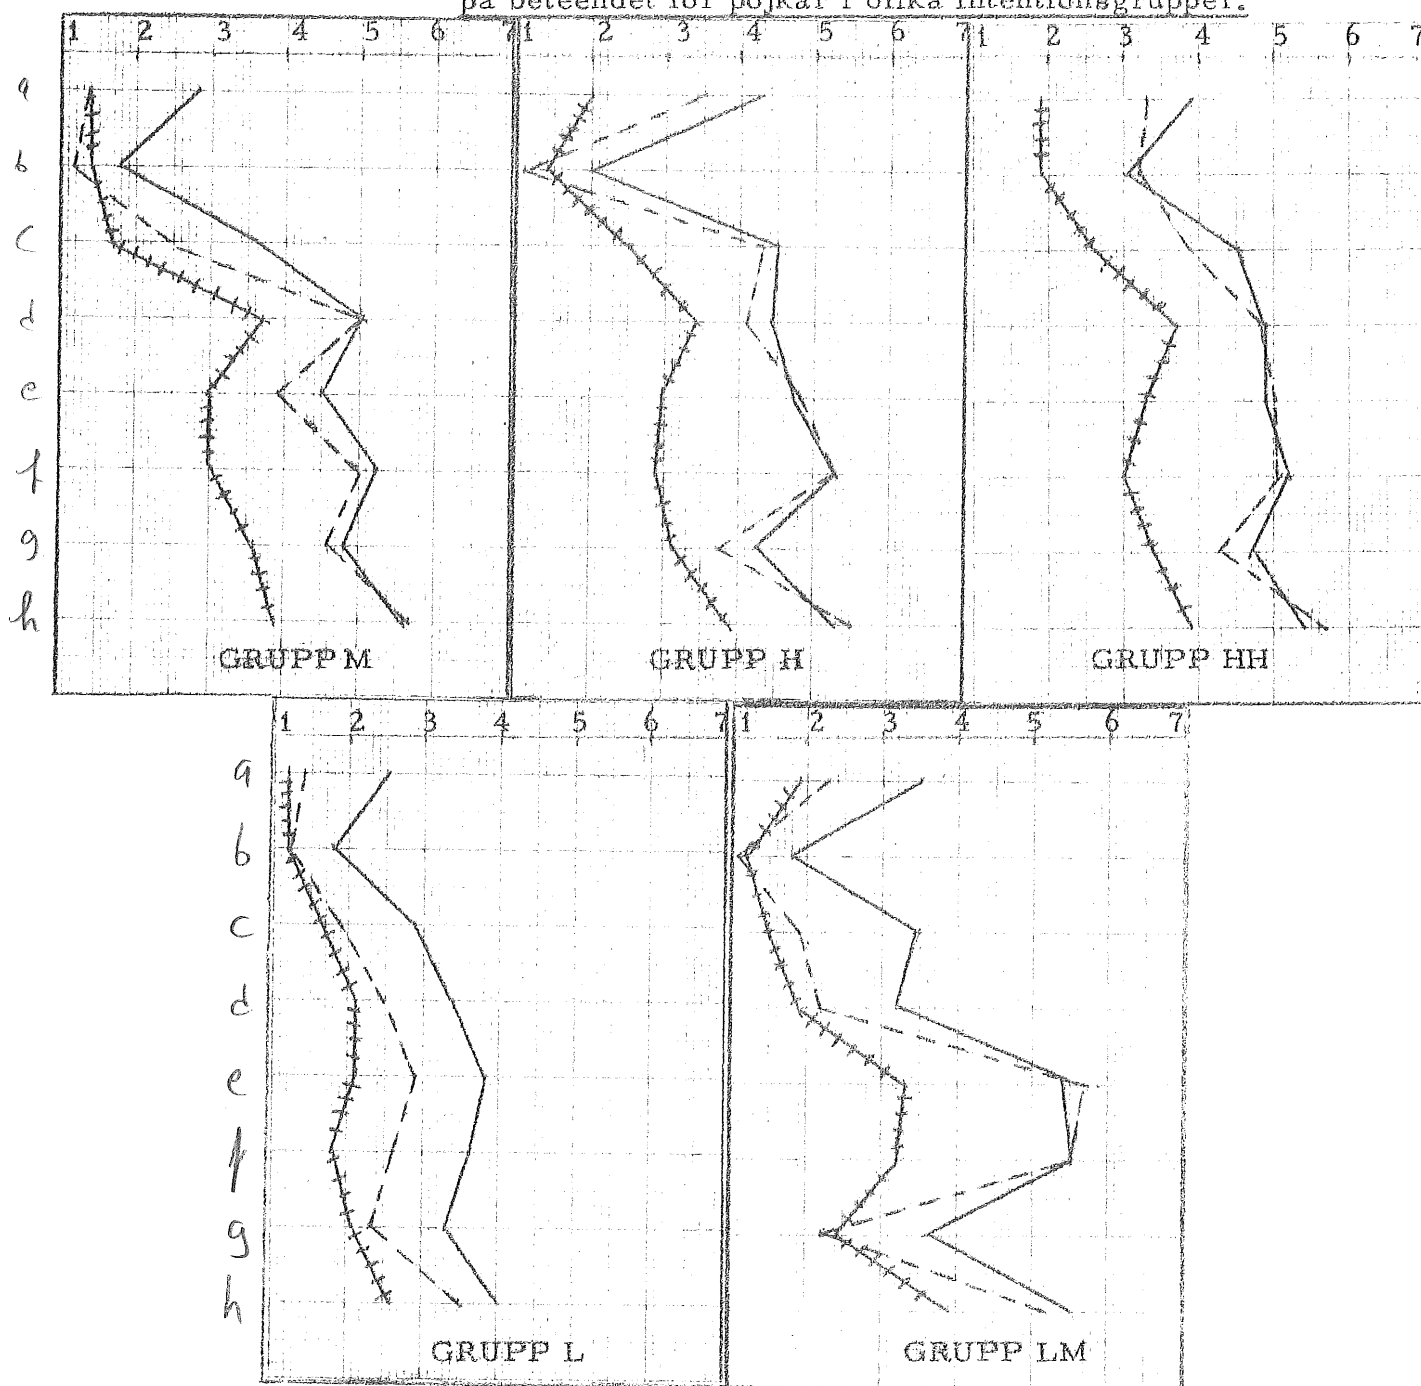 på beteendet för pojkar i olika intentionsgrupper.
1 2 3 4 5 6 7 1 2 3 4 5 6 7 1 2 3 4 5 6 7
a
b
c
d
e
f
g
h
GRUPP M GRUPP H GRUPP HH
1 2 3 4 5 6 7 1 2 3 4 5 6 7
a
b
c
d
e
f
g
h
GRUPP L GRUPP LM